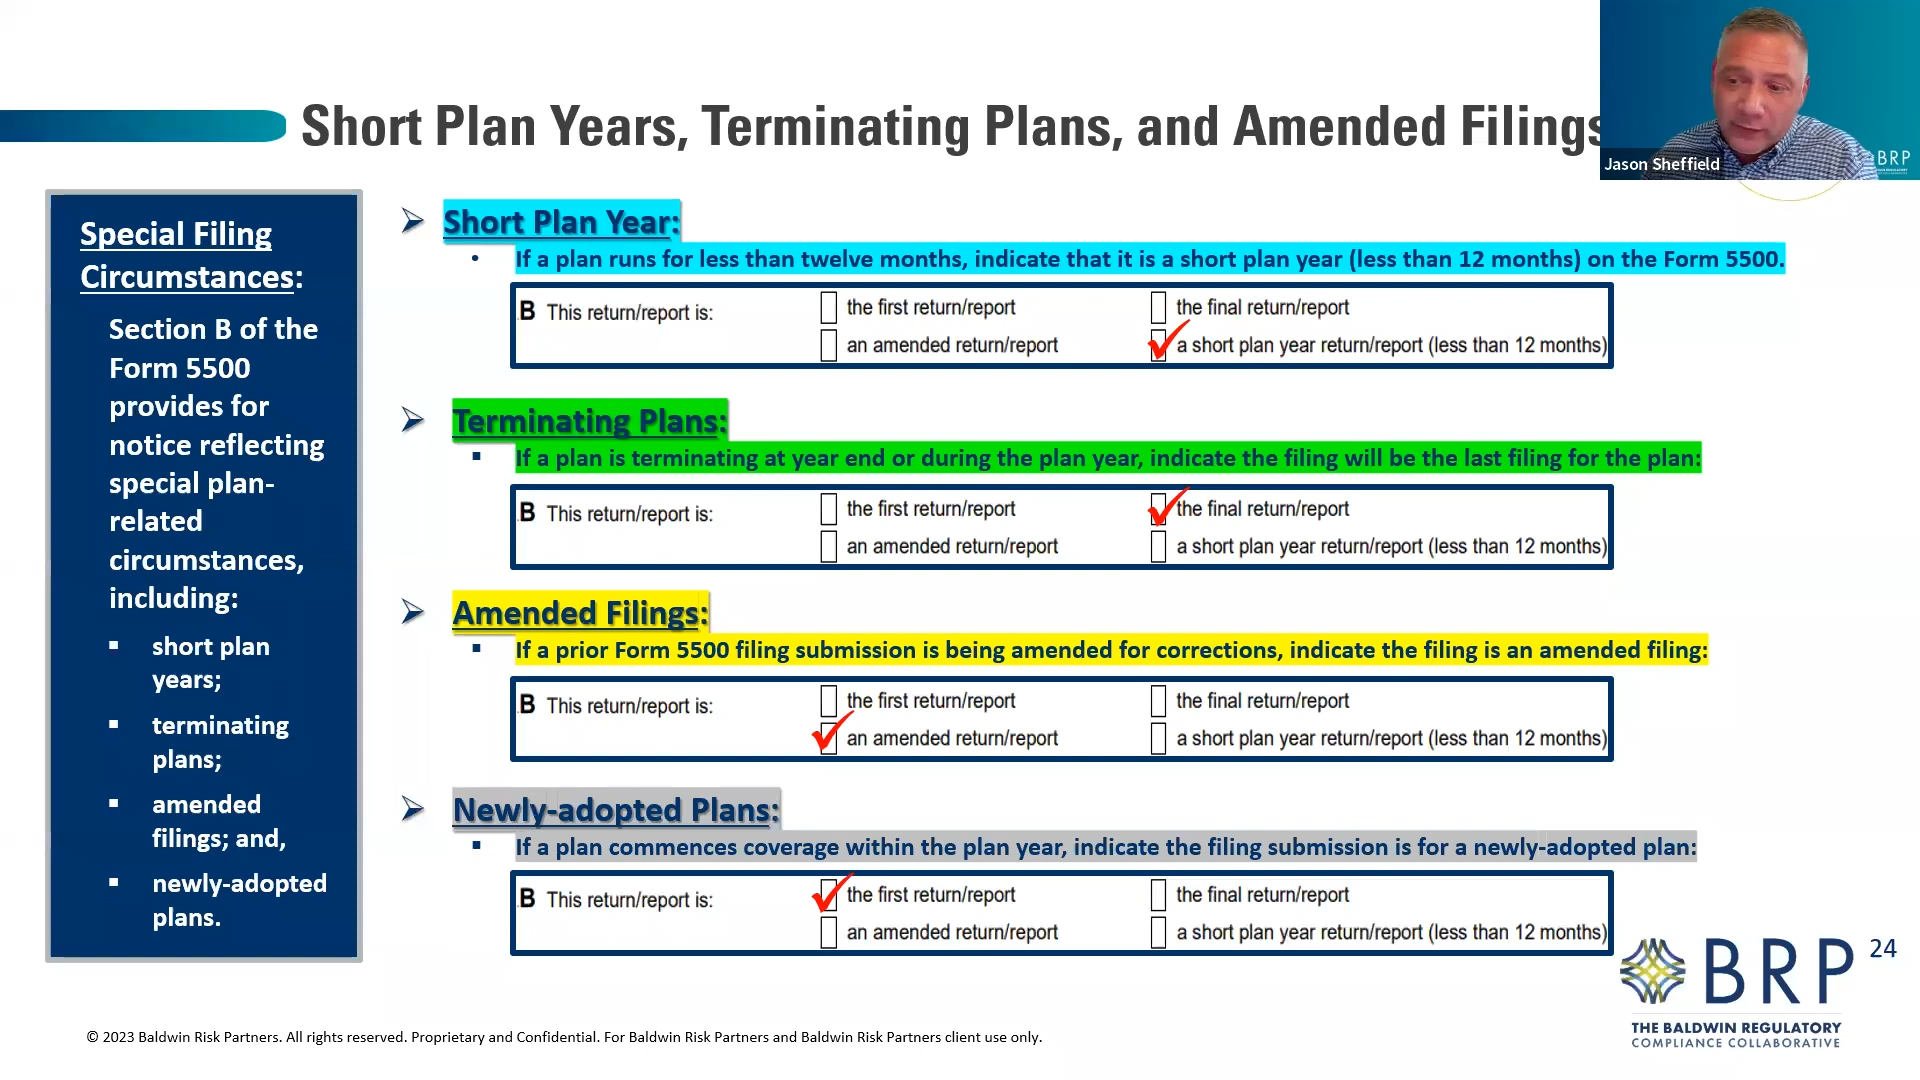 Short Plan Years, Terminating Plans, and Amended Filings
Jason Sheffield
BRP
Special Filing
Circumstances:
Section B of the
Form 5500
provides for
notice reflecting
special plan-
related
circumstances,
including:
▪ short plan
years;
▪ terminating
plans;
▪ amended
filings; and,
▪ newly-adopted
plans.
➢ Short Plan Year:
• If a plan runs for less than twelve months, indicate that it is a short plan year (less than 12 months) on the Form 5500.
B This return/report is: the first return/report the final return/report
an amended return/report a short plan year return/report (less than 12 months)
➢ Terminating Plans:
▪ If a plan is terminating at year end or during the plan year, indicate the filing will be the last filing for the plan:
B This return/report is: the first return/report the final return/report
an amended return/report a short plan year return/report (less than 12 months)
➢ Amended Filings:
▪ If a prior Form 5500 filing submission is being amended for corrections, indicate the filing is an amended filing:
B This return/report is: the first return/report the final return/report
an amended return/report a short plan year return/report (less than 12 months)
➢ Newly-adopted Plans:
▪ If a plan commences coverage within the plan year, indicate the filing submission is for a newly-adopted plan:
B This return/report is: the first return/report the final return/report
an amended return/report a short plan year return/report (less than 12 months)
BRP
24
THE BALDWIN REGULATORY
COMPLIANCE COLLABORATIVE
© 2023 Baldwin Risk Partners. All rights reserved. Proprietary and Confidential. For Baldwin Risk Partners and Baldwin Risk Partners client use only.